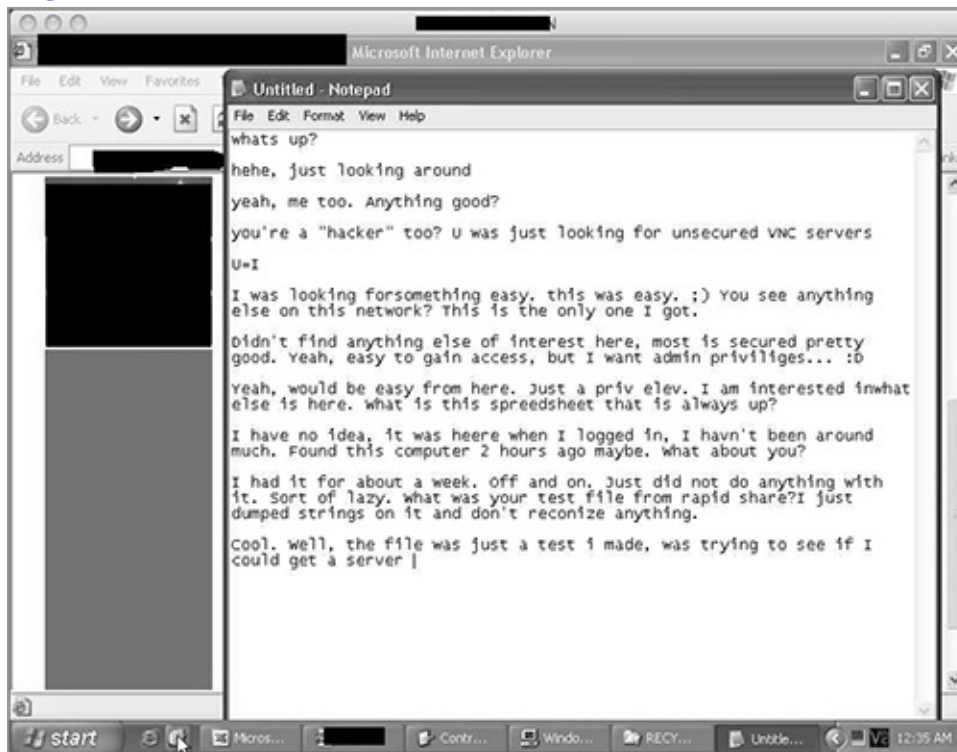 Microsoft Internet Explorer
File Edit View Favorites
Untitled - Notepad
Back
File Edit Format View Help
Address
whats up?
hehe, just looking around
yeah, me too. Anything good?
you're a "hacker" too? U was just looking for unsecured VNC servers
U=I
I was looking forsomething easy. this was easy. ;) You see anything
else on this network? This is the only one I got.
Didn't find anything else of interest here, most is secured pretty
good. Yeah, easy to gain access, but I want admin priviliges... :D
Yeah, would be easy from here. Just a priv elev. I am interested inwhat
else is here. What is this spreedsheet that is always up?
I have no idea, it was heere when I logged in, I havn't been around
much. Found this computer 2 hours ago maybe. What about you?
I had it for about a week. Off and on. Just did not do anything with
it. Sort of lazy. What was your test file from rapid share?I just
dumped strings on it and don't reconize anything.
Cool. Well, the file was just a test i made, was trying to see if I
could get a server
start Micros... Contr... Windo... RECY... Untitle... 12:35 AM